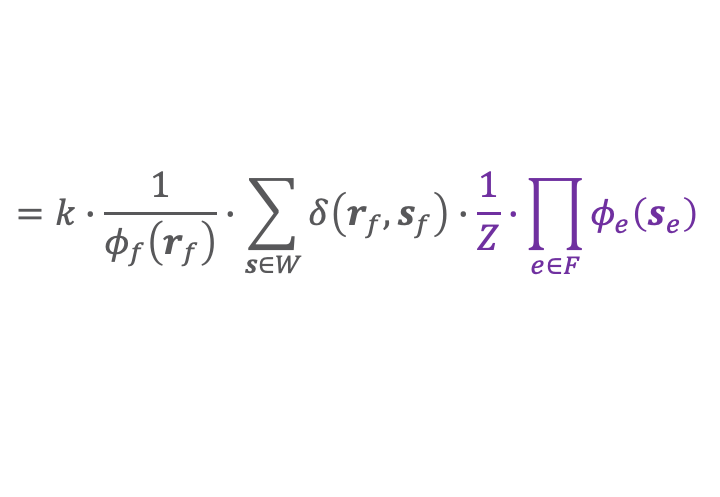 = k · 1/ϕ_f(r_f) · ∑_{s∈W} δ(r_f, s_f) · 1/Z · ∏_{e∈F} ϕ_e(s_e)